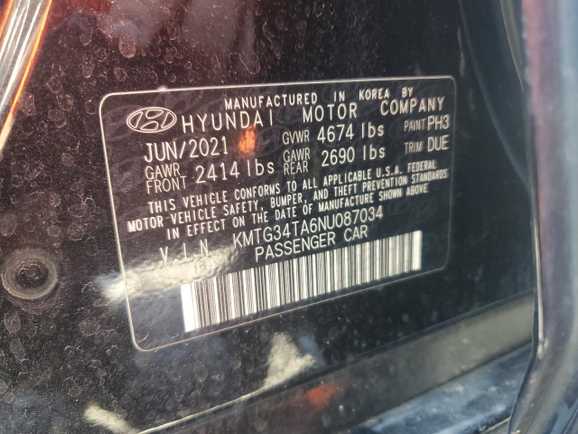 MANUFACTURED IN KOREA BY
HYUNDAI MOTOR COMPANY
JUN/2021 GVWR 4674 lbs PAINT PH3
GAWR FRONT 2414 lbs GAWR REAR 2690 lbs TRIM DUE
THIS VEHICLE CONFORMS TO ALL APPLICABLE U.S.A. FEDERAL
MOTOR VEHICLE SAFETY, BUMPER, AND THEFT PREVENTION STANDARDS
IN EFFECT ON THE DATE OF MANUFACTURE SHOWN ABOVE.
V.I.N. KMTG34TA6NU087034
PASSENGER CAR